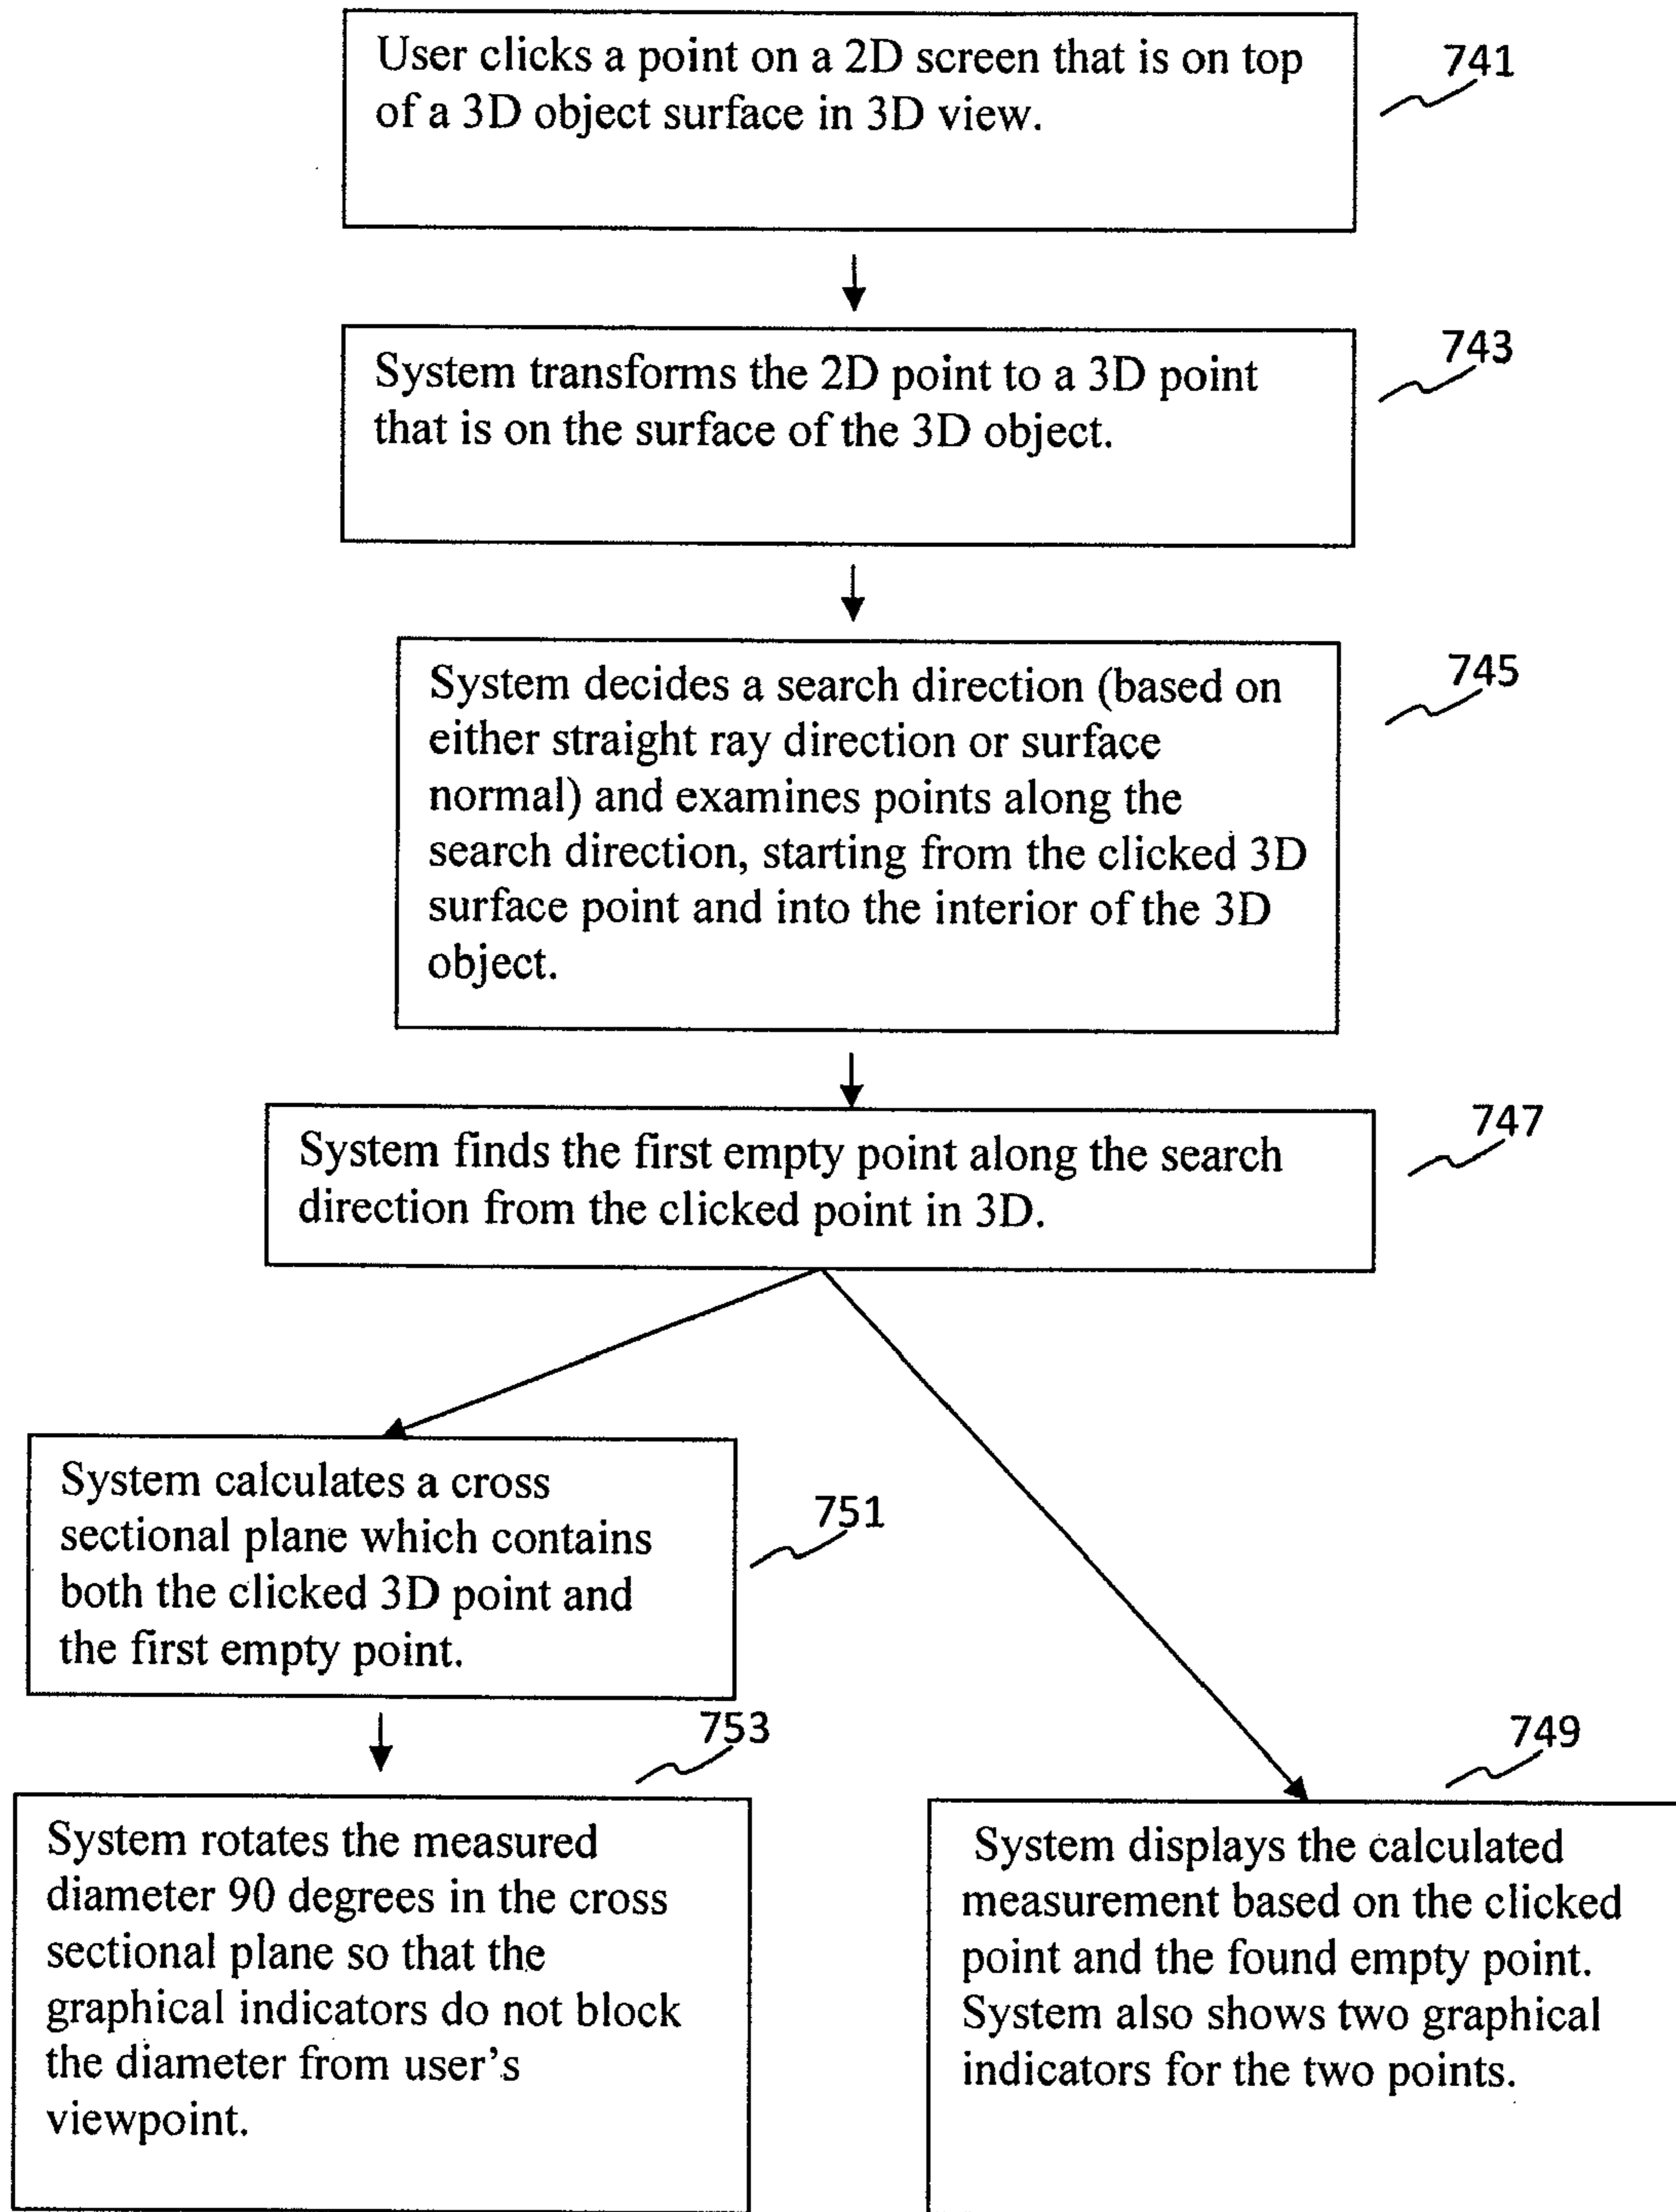 User clicks a point on a 2D screen that is on top
of a 3D object surface in 3D view.
741
System transforms the 2D point to a 3D point
that is on the surface of the 3D object.
743
System decides a search direction (based on
either straight ray direction or surface
normal) and examines points along the
search direction, starting from the clicked 3D
surface point and into the interior of the 3D
object.
745
System finds the first empty point along the search
direction from the clicked point in 3D.
747
System calculates a cross
sectional plane which contains
both the clicked 3D point and
the first empty point.
751
753
System rotates the measured
diameter 90 degrees in the cross
sectional plane so that the
graphical indicators do not block
the diameter from user's
viewpoint.
749
System displays the calculated
measurement based on the clicked
point and the found empty point.
System also shows two graphical
indicators for the two points.